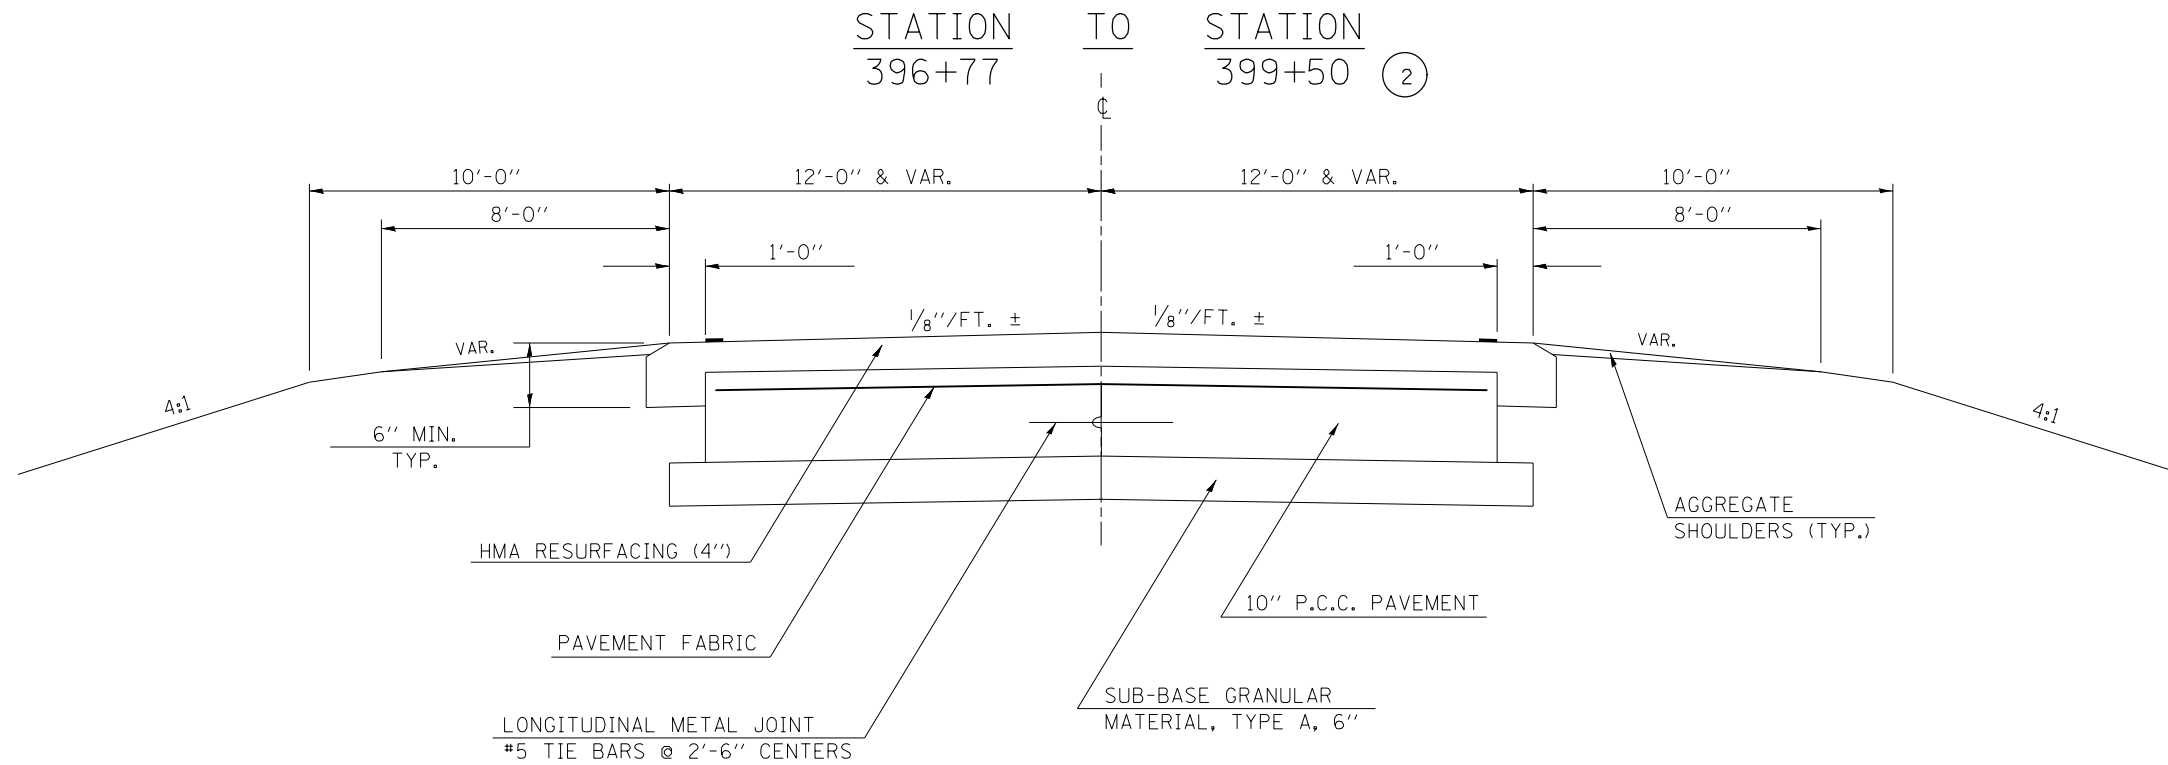 STATION TO STATION
396+77 399+50 2
℄
10'-0" 12'-0" & VAR. 12'-0" & VAR. 10'-0"
8'-0" 8'-0"
1'-0" 1'-0"
1/8"/FT. ± 1/8"/FT. ±
VAR. VAR.
4:1 4:1
6" MIN.
TYP.
AGGREGATE
SHOULDERS (TYP.)
HMA RESURFACING (4")
10" P.C.C. PAVEMENT
PAVEMENT FABRIC
SUB-BASE GRANULAR
MATERIAL, TYPE A, 6"
LONGITUDINAL METAL JOINT
#5 TIE BARS @ 2'-6" CENTERS